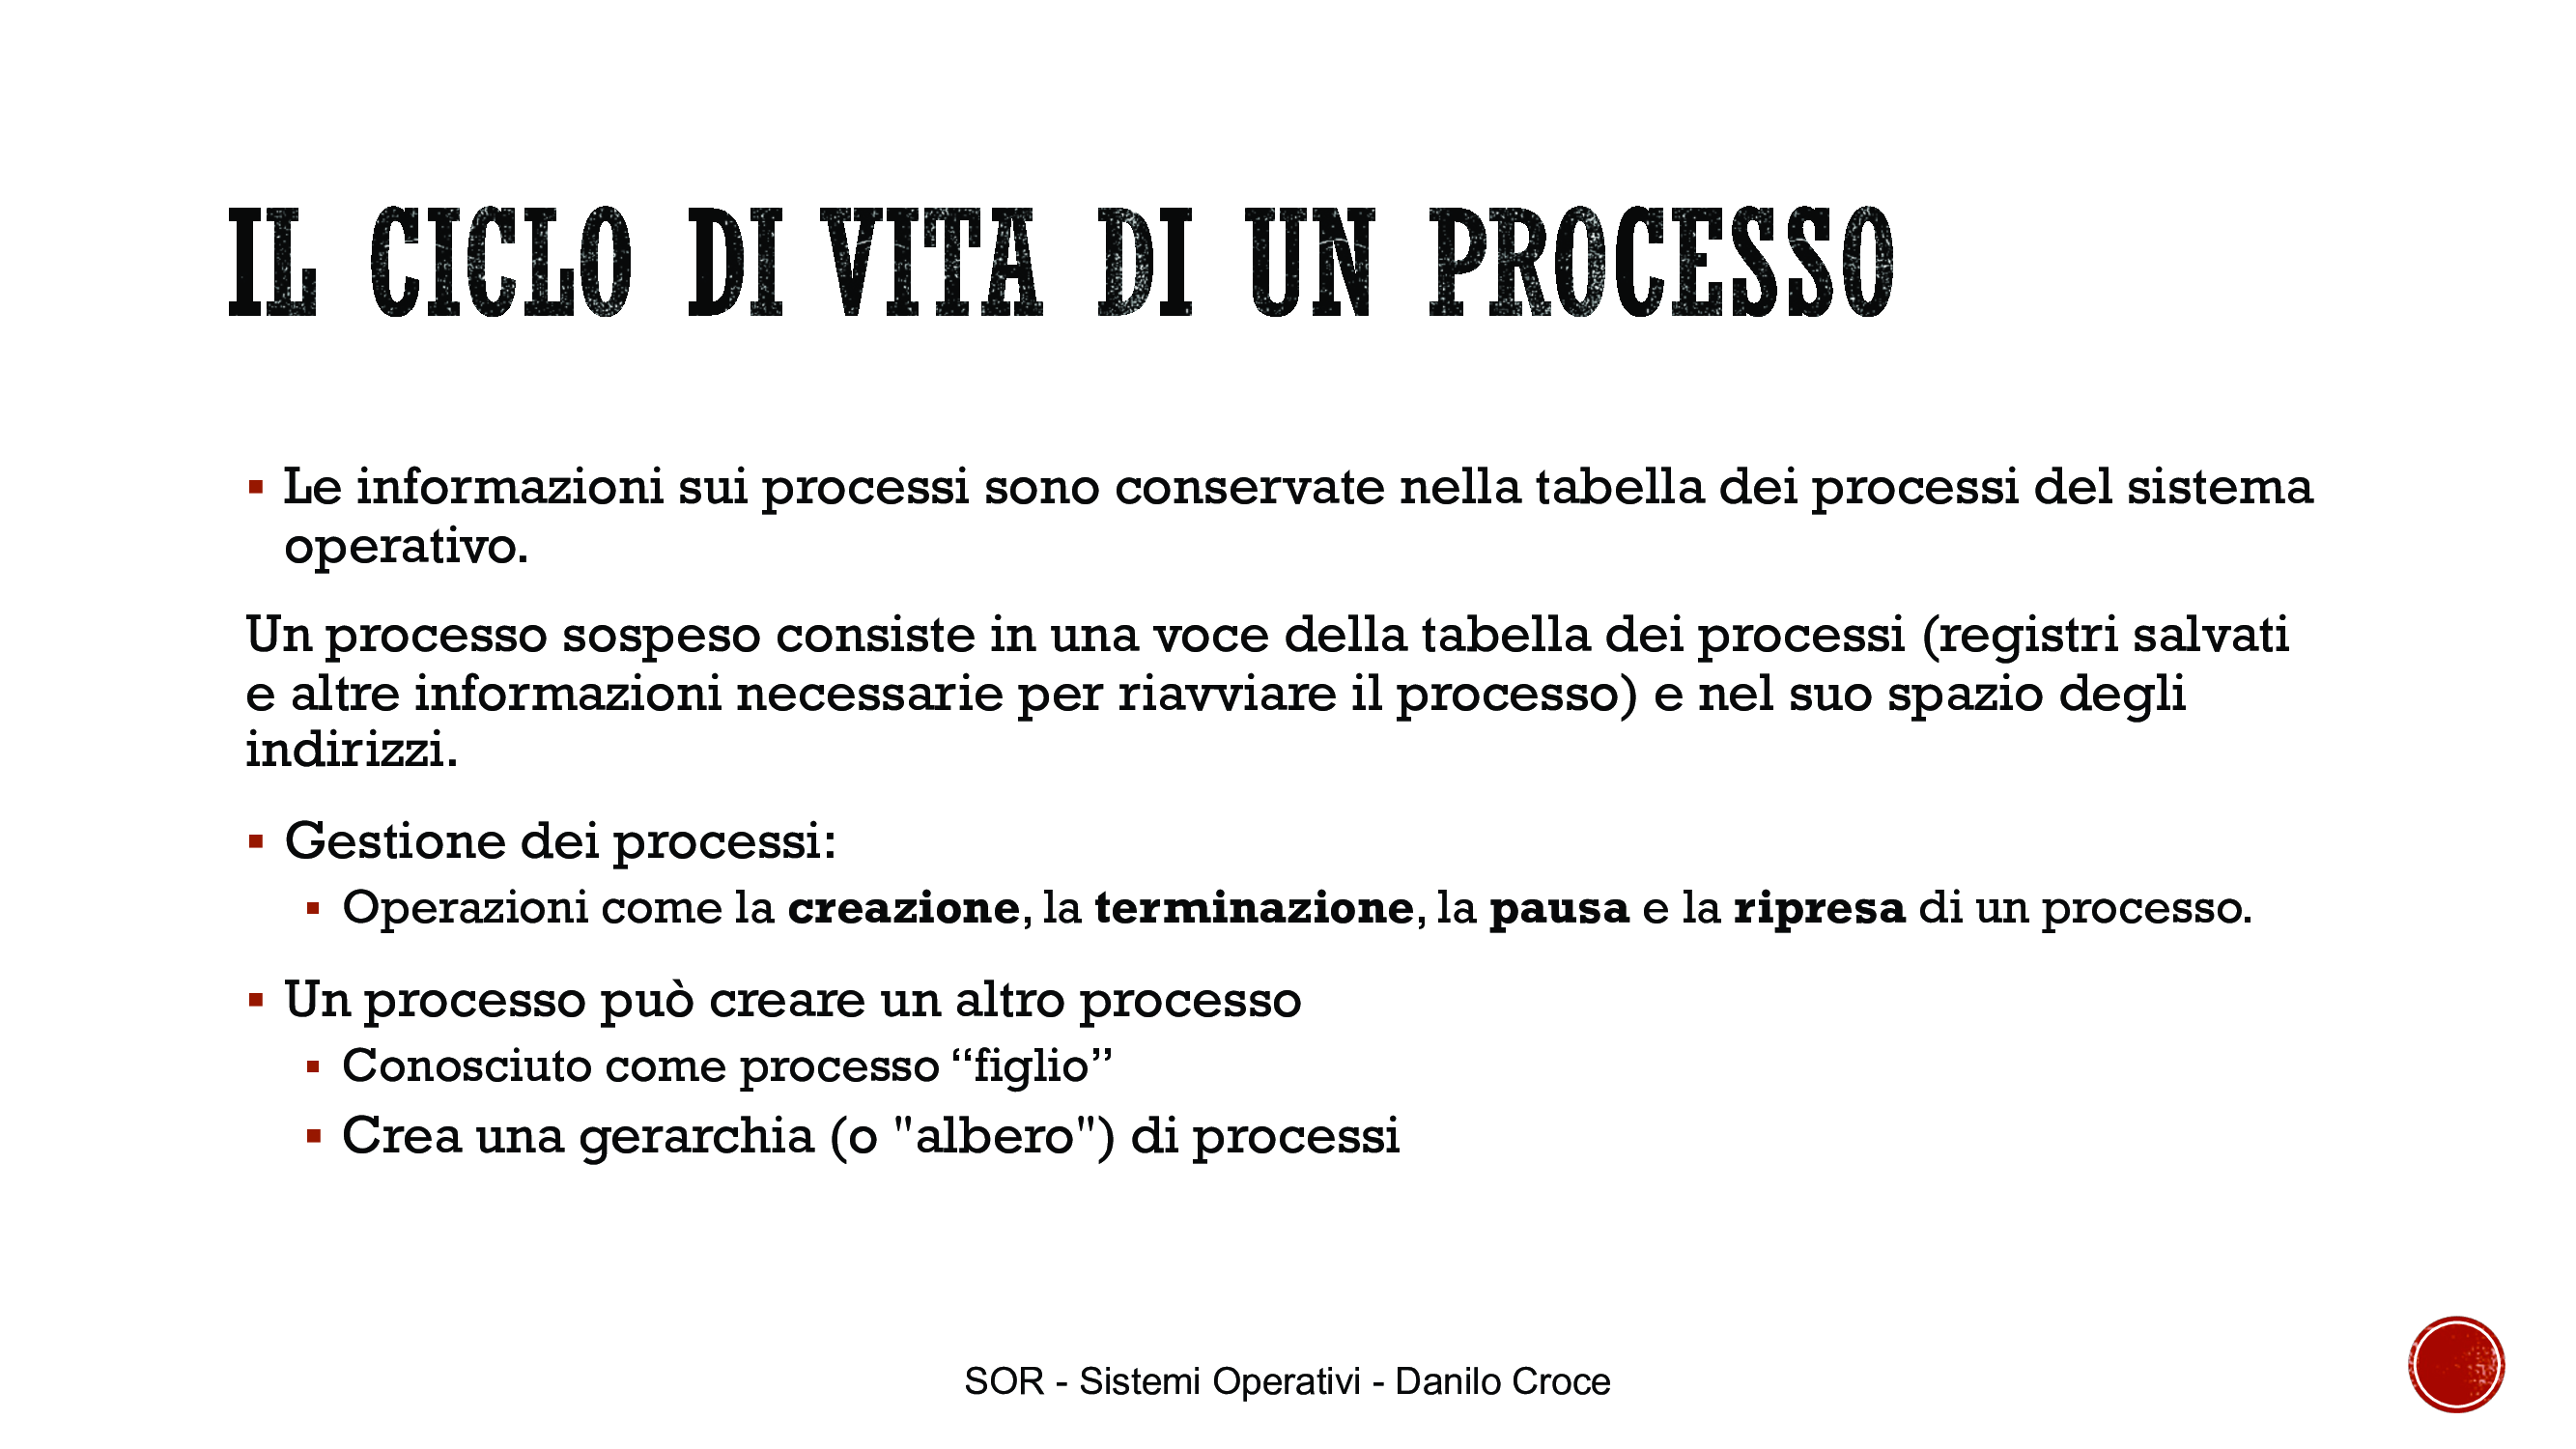 IL CICLO DI VITA DI UN PROCESSO
▪ Le informazioni sui processi sono conservate nella tabella dei processi del sistema
operativo.
Un processo sospeso consiste in una voce della tabella dei processi (registri salvati
e altre informazioni necessarie per riavviare il processo) e nel suo spazio degli
indirizzi.
▪ Gestione dei processi:
▪ Operazioni come la creazione, la terminazione, la pausa e la ripresa di un processo.
▪ Un processo può creare un altro processo
▪ Conosciuto come processo “figlio”
▪ Crea una gerarchia (o "albero") di processi
SOR - Sistemi Operativi - Danilo Croce